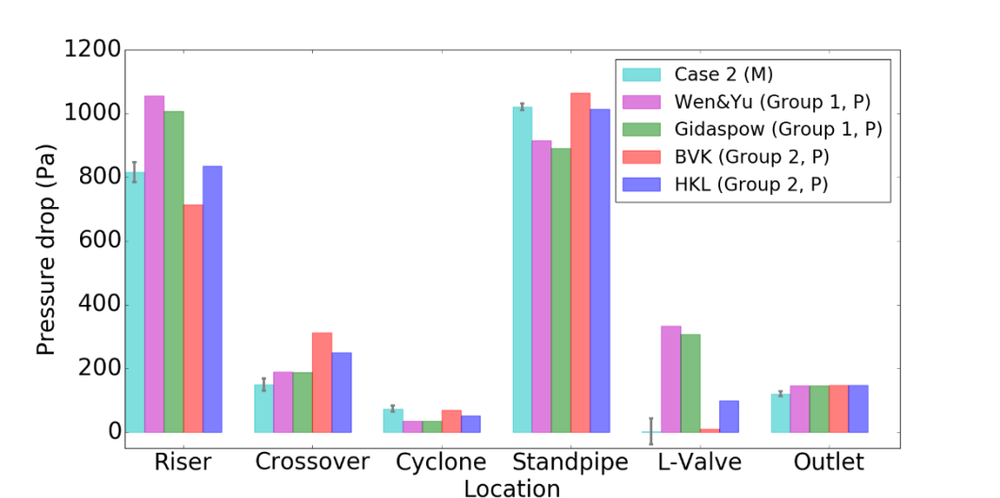 1200
1000
800
600
400
200
0
Pressure drop (Pa)
Case 2 (M)
Wen&Yu (Group 1, P)
Gidaspow (Group 1, P)
BVK (Group 2, P)
HKL (Group 2, P)
Riser Crossover Cyclone Standpipe L-Valve Outlet
Location